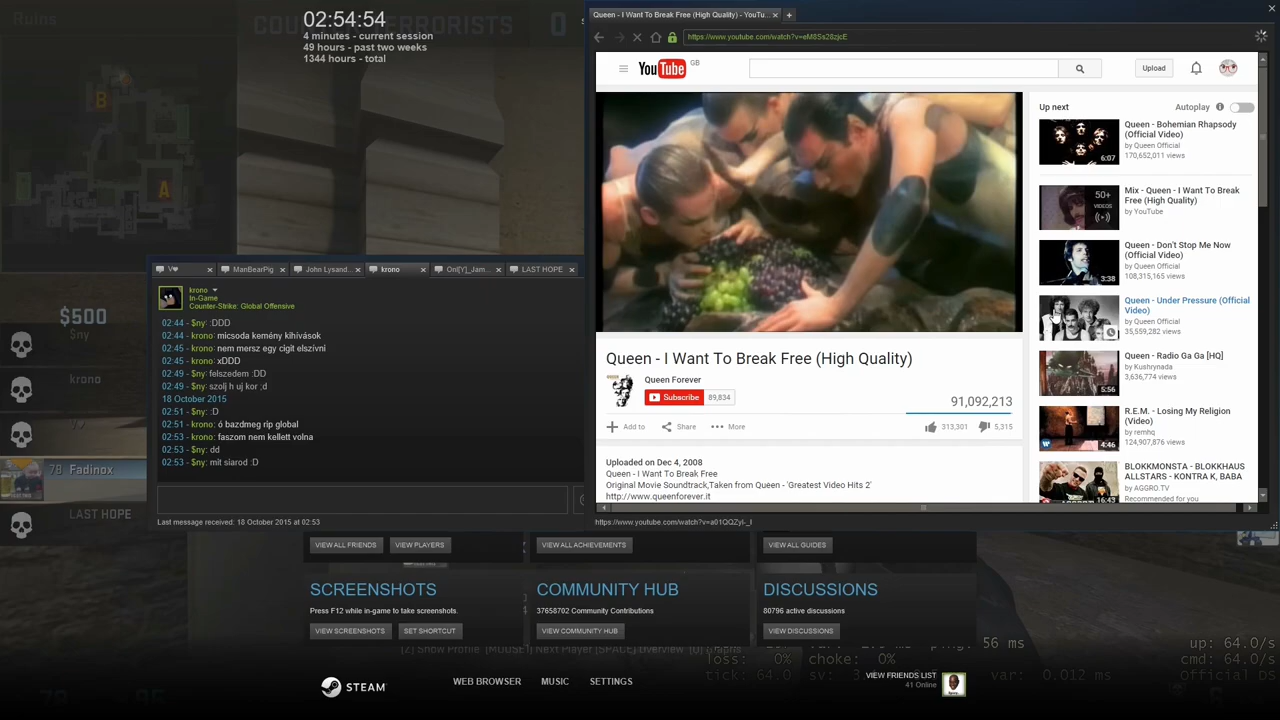 Ruins
02:54:54
4 minutes - current session
49 hours - past two weeks
1344 hours - total
COUNTER-TERRORISTS
0
B
A
$500
$ny
krono
78 Fadinox
LAST HOPE
V♥
ManBearPig
John Lysand...
krono
Oni[Y]_Jam...
LAST HOPE
krono
In-Game
Counter-Strike: Global Offensive
02:44 - $ny: :DDD
02:44 - krono: micsoda kemény kihívások
02:45 - krono: nem mersz egy cigit elszívni
02:45 - krono: xDDD
02:49 - $ny: felszedem :DD
02:49 - $ny: szolj h uj kor ;d
18 October 2015
02:51 - $ny: :D
02:51 - krono: ó bazdmeg rip global
02:53 - krono: faszom nem kellett volna
02:53 - $ny: dd
02:53 - $ny: mit siarod :D
Last message received: 18 October 2015 at 02:53
Queen - I Want To Break Free (High Quality) - YouTu...
https://www.youtube.com/watch?v=eM8Ss28zjcE
YouTube GB
Upload
Queen - I Want To Break Free (High Quality)
Queen Forever
Subscribe 89,834
91,092,213
Add to
Share
More
313,301
5,315
Uploaded on Dec 4, 2008
Queen - I Want To Break Free
Original Movie Soundtrack,Taken from Queen - 'Greatest Video Hits 2'
http://www.queenforever.it
Up next
Autoplay
Queen - Bohemian Rhapsody
(Official Video)
by Queen Official
170,652,011 views
6:07
Mix - Queen - I Want To Break
Free (High Quality)
by YouTube
50+
VIDEOS
Queen - Don't Stop Me Now
(Official Video)
by Queen Official
108,315,165 views
3:38
Queen - Under Pressure (Official
Video)
by Queen Official
35,559,282 views
Queen - Radio Ga Ga [HQ]
by Kushrynada
3,636,774 views
5:56
R.E.M. - Losing My Religion
(Video)
by remhq
124,907,876 views
4:46
BLOKKMONSTA - BLOKKHAUS
ALLSTARS - KONTRA K, BABA
by AGGRO.TV
Recommended for you
16:43
VIEW ALL FRIENDS
VIEW PLAYERS
VIEW ALL ACHIEVEMENTS
VIEW ALL GUIDES
SCREENSHOTS
Press F12 while in-game to take screenshots.
VIEW SCREENSHOTS
SET SHORTCUT
COMMUNITY HUB
37658702 Community Contributions
VIEW COMMUNITY HUB
DISCUSSIONS
80796 active discussions
VIEW DISCUSSIONS
STEAM
WEB BROWSER
MUSIC
SETTINGS
VIEW FRIENDS LIST
41 Online
ping: 56 ms
loss: 0% choke: 0%
tick: 64.0
var: 0.012 ms
up: 64.0/s
cmd: 64.0/s
Official DS